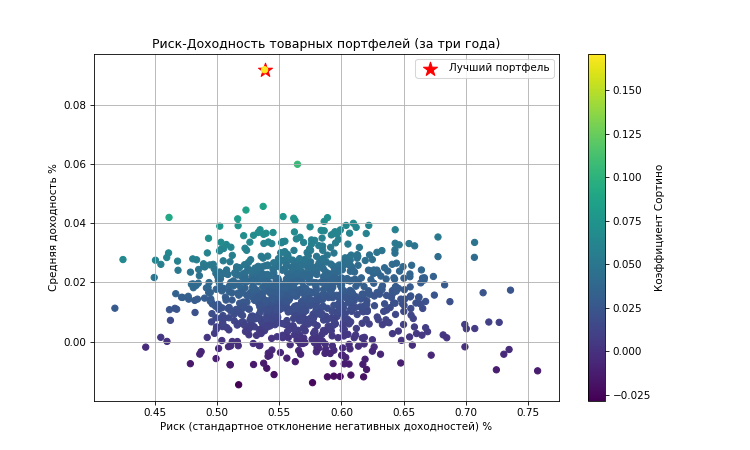 Риск-Доходность товарных портфелей (за три года)
Лучший портфель
Средняя доходность %
0.08
0.06
0.04
0.02
0.00
0.45 0.50 0.55 0.60 0.65 0.70 0.75
Риск (стандартное отклонение негативных доходностей) %
0.150
0.125
0.100
0.075
0.050
0.025
0.000
−0.025
Коэффициент Сортино